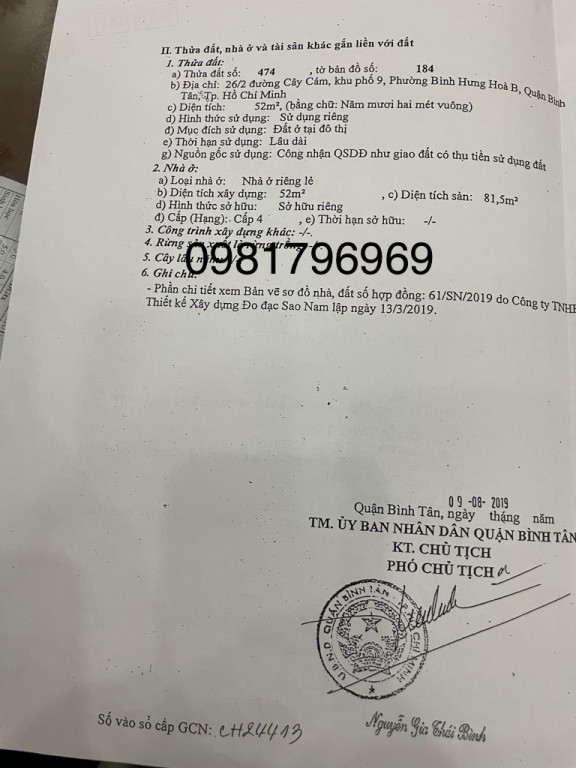 II. Thửa đất, nhà ở và tài sản khác gắn liền với đất
1. Thửa đất:
a) Thửa đất số: 474 , tờ bản đồ số: 184
b) Địa chỉ: 26/2 đường Cây Cám, khu phố 9, Phường Bình Hưng Hoà B, Quận Bình
Tân, Tp. Hồ Chí Minh
c) Diện tích: 52m², (bằng chữ: Năm mươi hai mét vuông)
d) Hình thức sử dụng: Sử dụng riêng
đ) Mục đích sử dụng: Đất ở tại đô thị
e) Thời hạn sử dụng: Lâu dài
g) Nguồn gốc sử dụng: Công nhận QSDĐ như giao đất có thu tiền sử dụng đất
2. Nhà ở:
a) Loại nhà ở: Nhà ở riêng lẻ
b) Diện tích xây dựng: 52m² , c) Diện tích sàn: 81,5m²
d) Hình thức sở hữu: Sở hữu riêng
đ) Cấp (Hạng): Cấp 4 , e) Thời hạn sở hữu: -/-
3. Công trình xây dựng khác: -/-
4. Rừng sản xuất là rừng trồng: -/-
5. Cây lâu năm: -/-
0981796969
6. Ghi chú:
- Phần chi tiết xem Bản vẽ sơ đồ nhà, đất số hợp đồng: 61/SN/2019 do Công ty TNHH
Thiết kế Xây dựng Đo đạc Sao Nam lập ngày 13/3/2019.
09-08-2019
Quận Bình Tân, ngày tháng năm
TM. ỦY BAN NHÂN DÂN QUẬN BÌNH TÂN
KT. CHỦ TỊCH
PHÓ CHỦ TỊCH
U.B.N.D QUẬN BÌNH TÂN
CHÍ MINH
Số vào sổ cấp GCN: CH24413
Nguyễn Gia Thái Bình